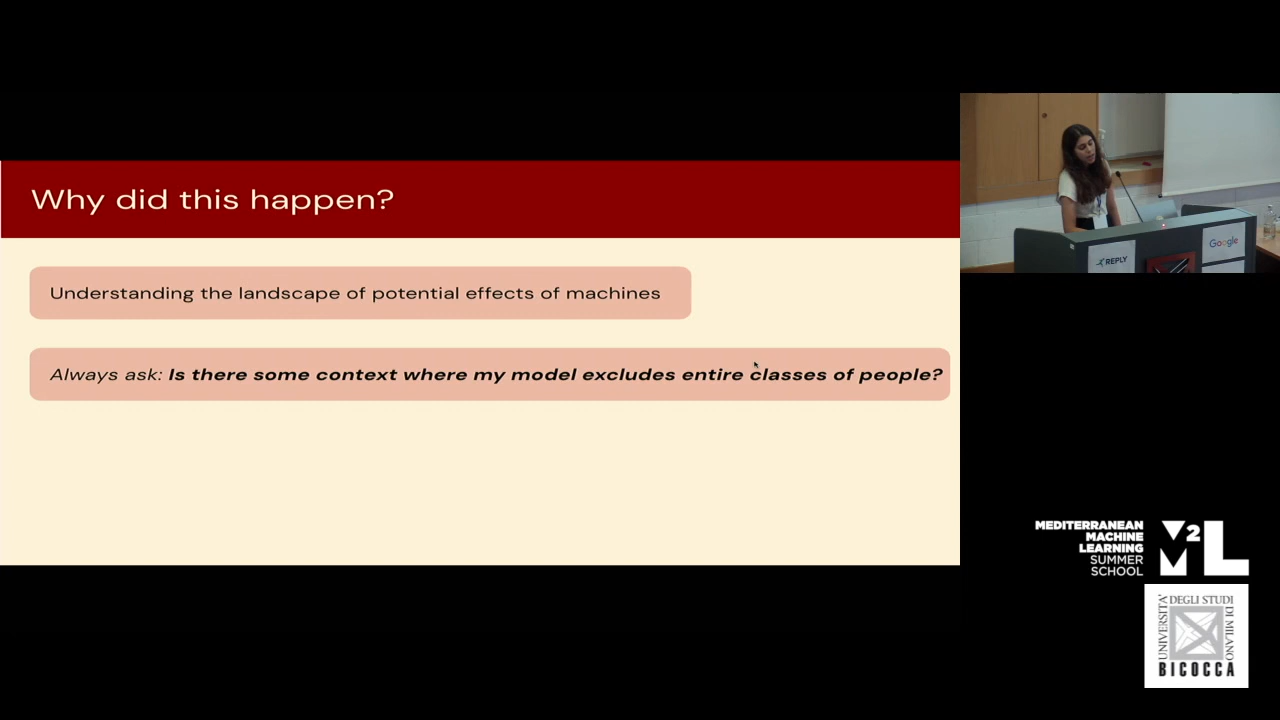 Why did this happen?
Understanding the landscape of potential effects of machines
Always ask: Is there some context where my model excludes entire classes of people?
REPLY
Google
MEDITERRANEAN
MACHINE
LEARNING
SUMMER
SCHOOL
M2L
UNIVERSITA'
DEGLI STUDI
DI MILANO
BICOCCA